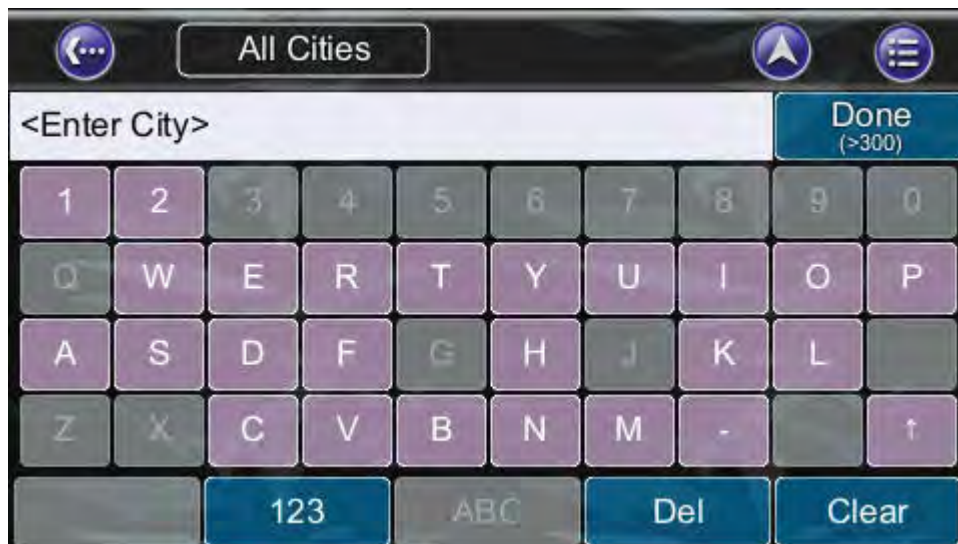 All Cities
<Enter City>
Done
(>300)
1 2 3 4 5 6 7 8 9 0
Q W E R T Y U I O P
A S D F G H J K L
Z X C V B N M - ↑
123 ABC Del Clear